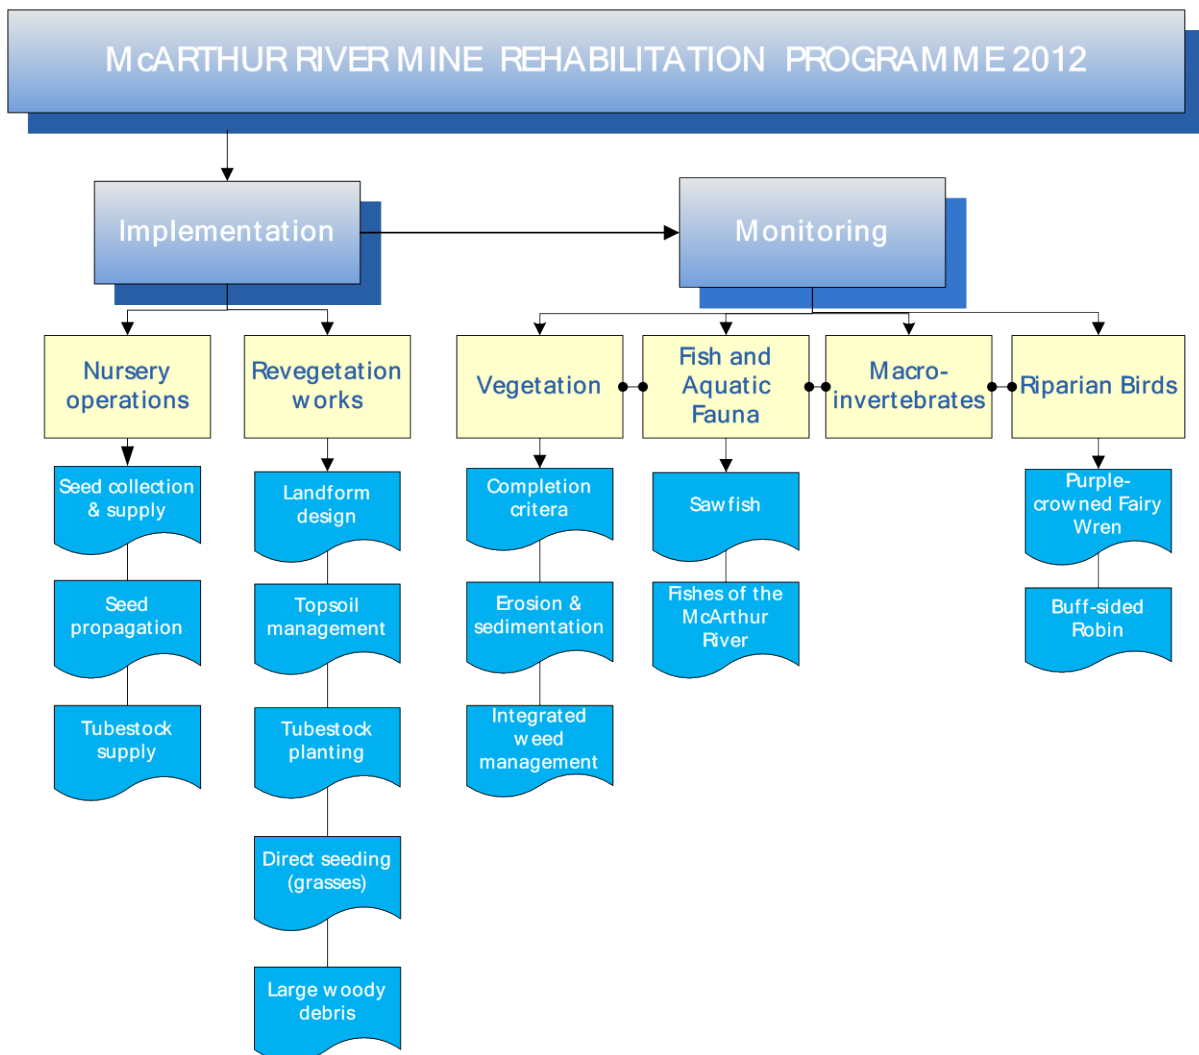 McARTHUR RIVER MINE REHABILITATION PROGRAMME 2012
Implementation
Monitoring
Nursery
operations
Revegetation
works
Vegetation
Fish and
Aquatic
Fauna
Macro-
invertebrates
Riparian Birds
Seed collection
& supply
Seed
propagation
Tubestock
supply
Landform
design
Topsoil
management
Tubestock
planting
Direct seeding
(grasses)
Large woody
debris
Completion
critera
Erosion &
sedimentation
Integrated
weed
management
Sawfish
Fishes of the
McArthur
River
Purple-
crowned Fairy
Wren
Buff-sided
Robin